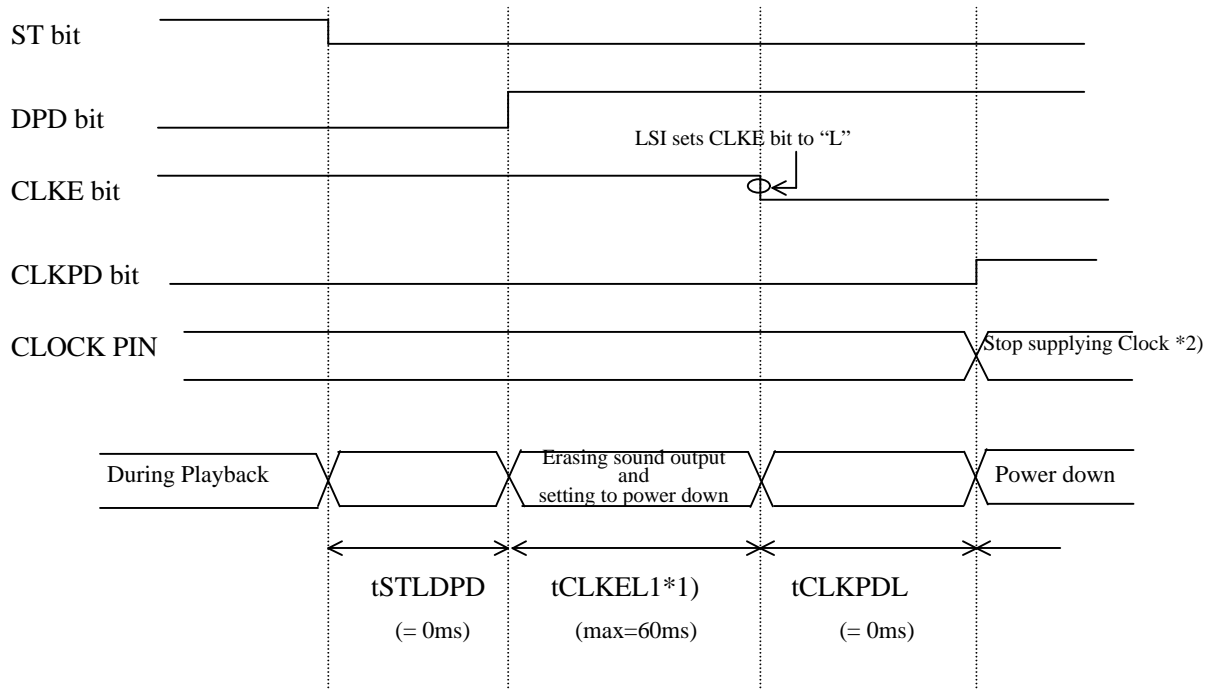 ST bit
DPD bit
LSI sets CLKE bit to “L”
CLKE bit
CLKPD bit
CLOCK PIN
Stop supplying Clock *2)
During Playback
Erasing sound output
and
setting to power down
Power down
tSTLDPD
tCLKEL1*1)
tCLKPDL
(= 0ms)
(max=60ms)
(= 0ms)